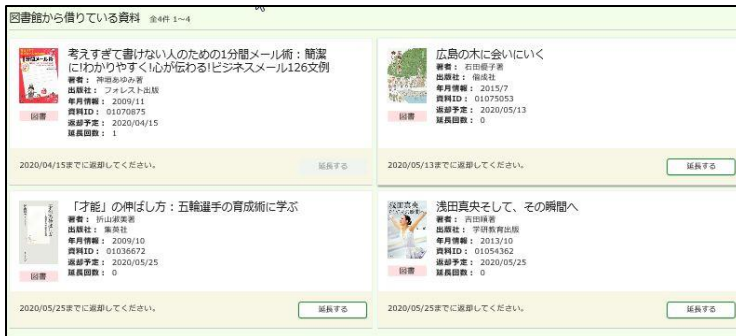 図書館から借りている資料 全4件 1~4
考えすぎて書けない人のための1分間メール術：簡潔
に!わかりやすく!心が伝わる!ビジネスメール126文例
著者： 神垣あゆみ著
出版社： フォレスト出版
年月情報： 2009/11
資料ID： 01070875
返却予定： 2020/04/15
延長回数： 1
図書
2020/04/15までに返却してください。
延長する
広島の木に会いにいく
著者： 石田優子著
出版社： 偕成社
年月情報： 2015/7
資料ID： 01075053
返却予定： 2020/05/13
延長回数： 0
図書
2020/05/13までに返却してください。
延長する
「才能」の伸ばし方：五輪選手の育成術に学ぶ
著者： 折山淑美著
出版社： 集英社
年月情報： 2009/10
資料ID： 01036672
返却予定： 2020/05/25
延長回数： 0
図書
2020/05/25までに返却してください。
延長する
浅田真央そして、その瞬間へ
著者： 吉田順著
出版社： 学研教育出版
年月情報： 2013/10
資料ID： 01054362
返却予定： 2020/05/25
延長回数： 0
図書
2020/05/25までに返却してください。
延長する